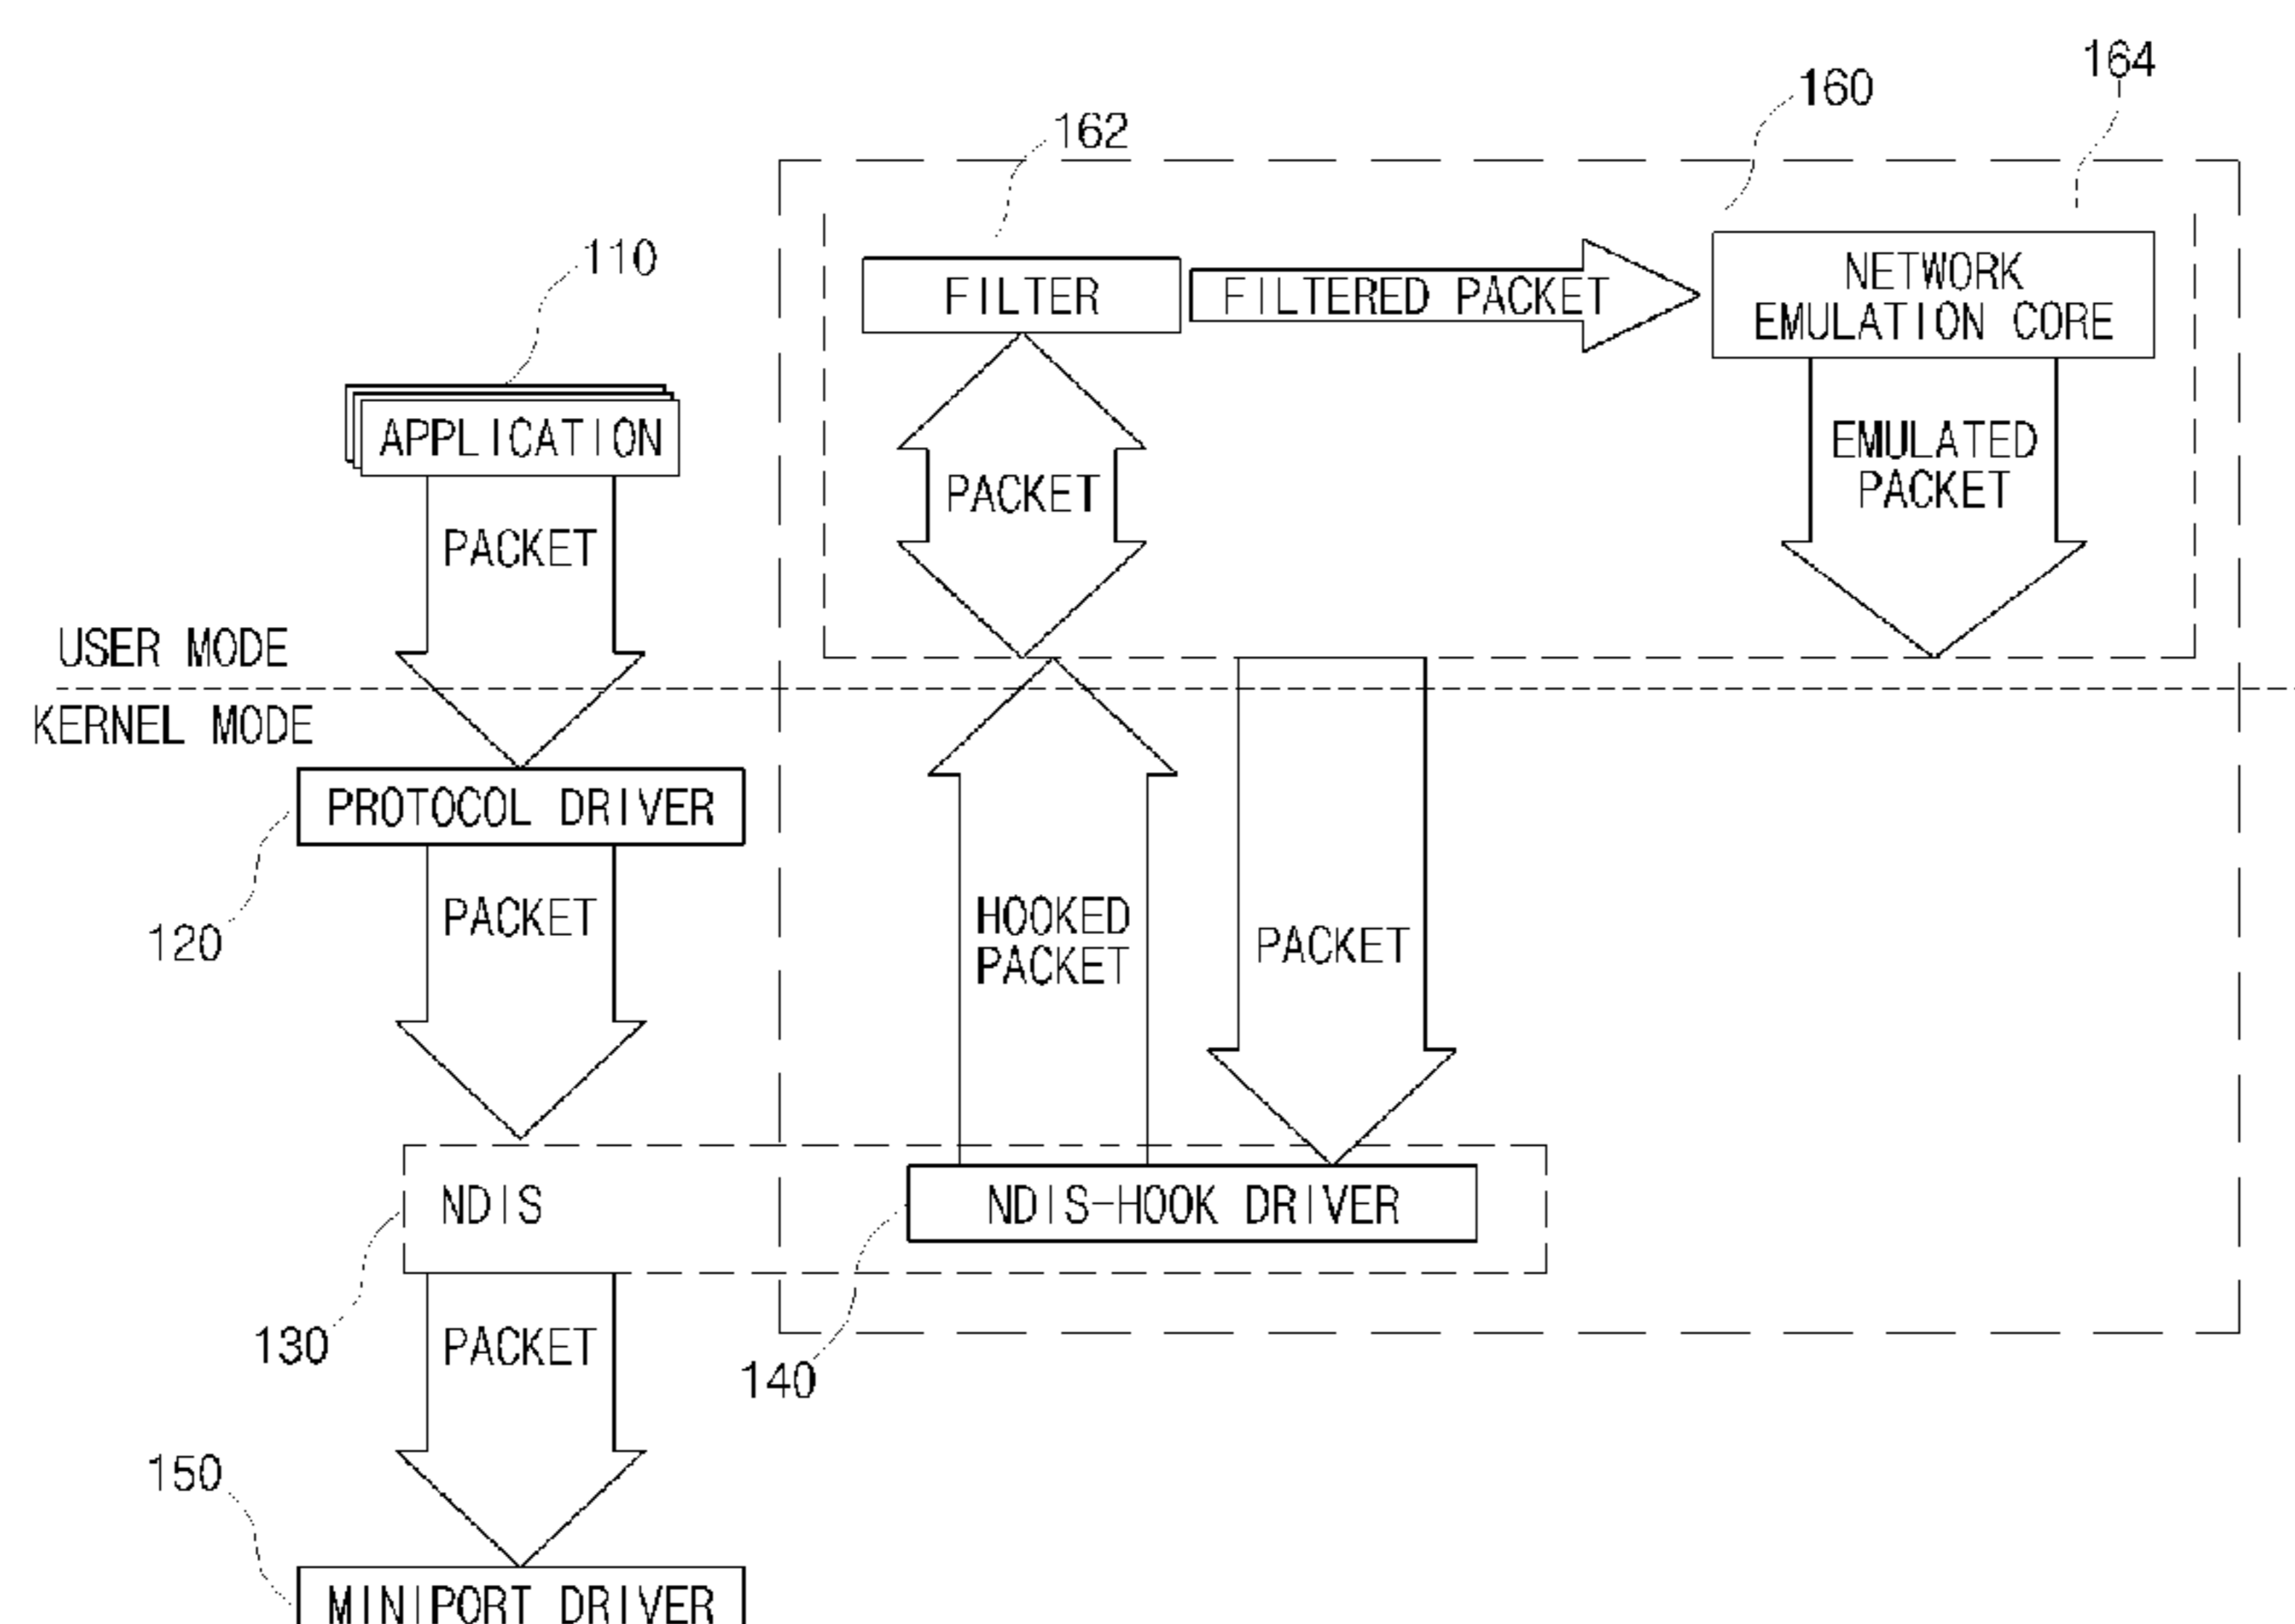 164
160
162
110
FILTER
FILTERED PACKET
NETWORK
EMULATION CORE
APPLICATION
PACKET
EMULATED
PACKET
PACKET
USER MODE
KERNEL MODE
PROTOCOL DRIVER
120
PACKET
HOOKED
PACKET
PACKET
NDIS
NDIS-HOOK DRIVER
130
PACKET
140
150
MINIPORT DRIVER